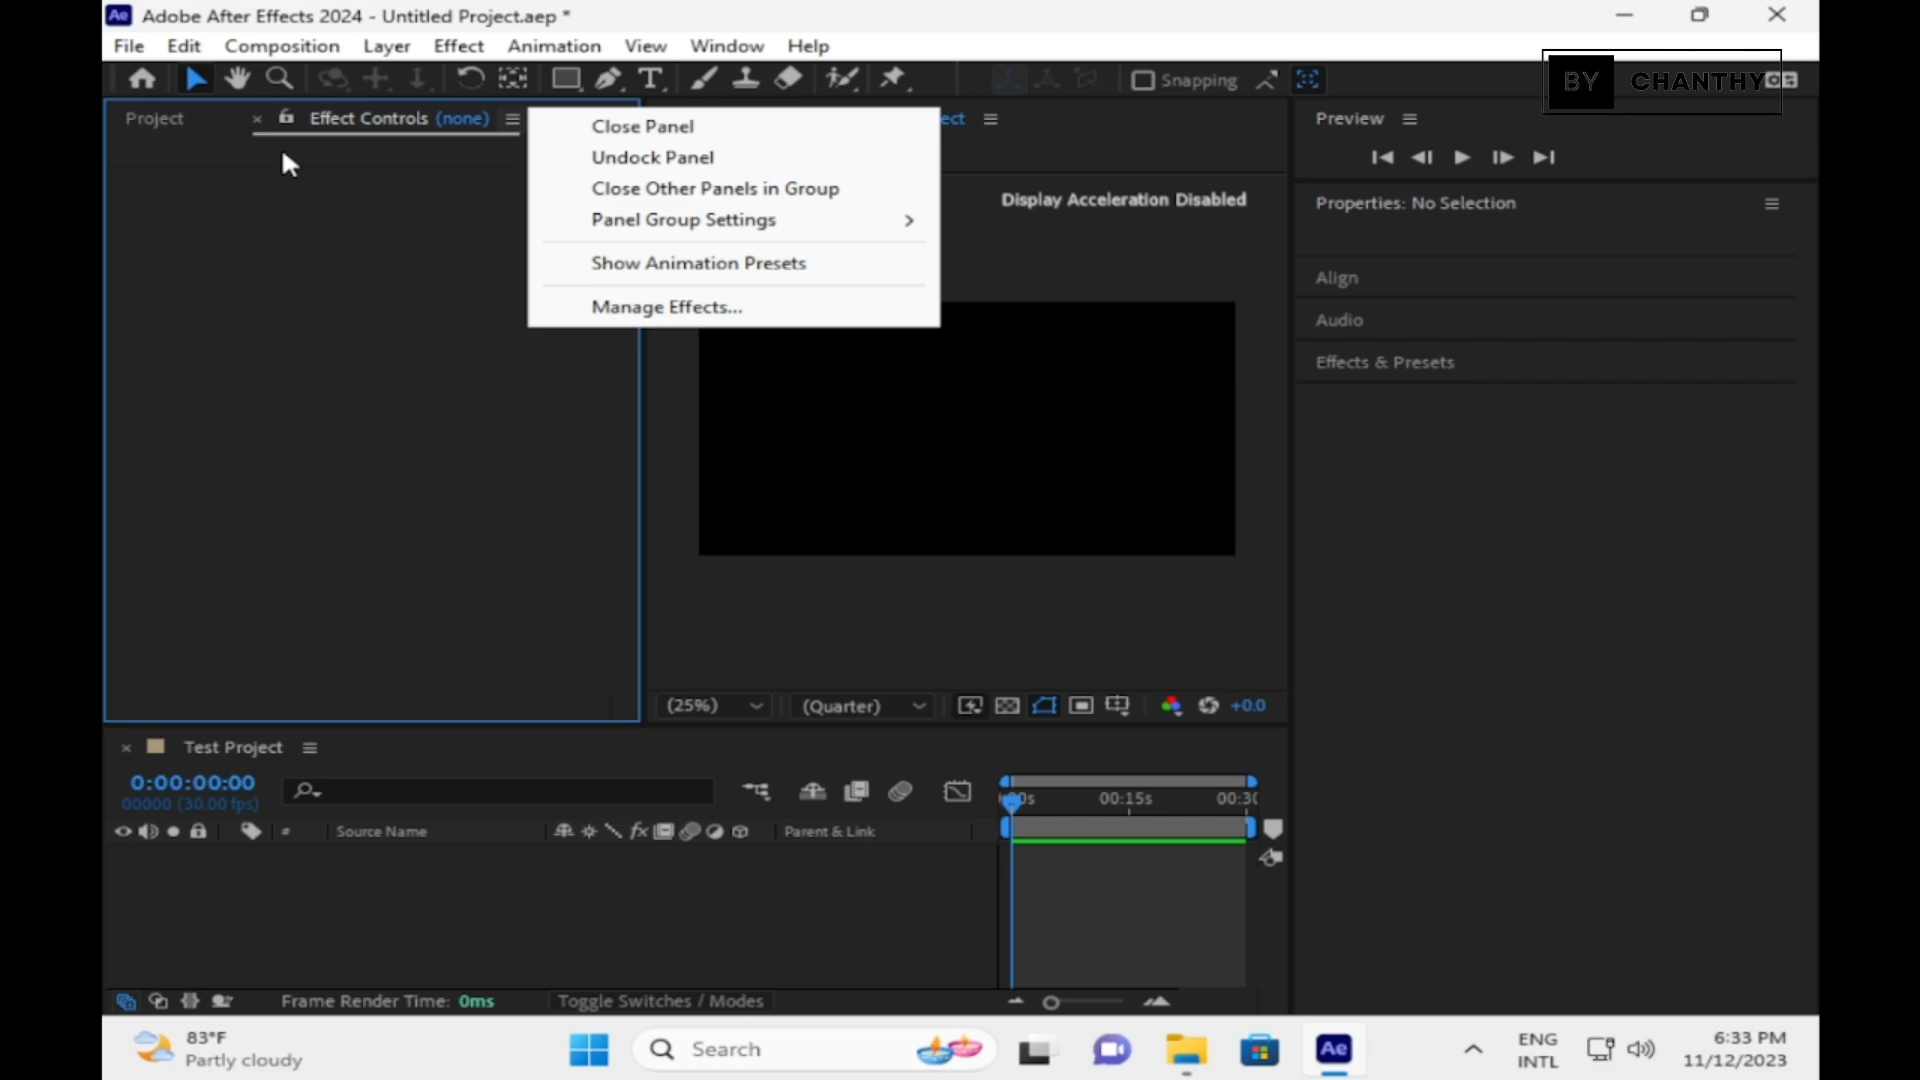 Adobe After Effects 2024 - Untitled Project.aep *
File Edit Composition Layer Effect Animation View Window Help
Snapping
BY CHANTHY
Project
Effect Controls (none)
ect
Close Panel
Undock Panel
Close Other Panels in Group
Panel Group Settings
Show Animation Presets
Manage Effects...
Display Acceleration Disabled
Preview
Properties: No Selection
Align
Audio
Effects & Presets
(25%)
(Quarter)
+0.0
Test Project
0:00:00:00
00000 (30.00 fps)
00:15s
# Source Name
fx
Parent & Link
Frame Render Time: 0ms
Toggle Switches / Modes
83°F
Partly cloudy
Search
Ae
ENG
INTL
6:33 PM
11/12/2023